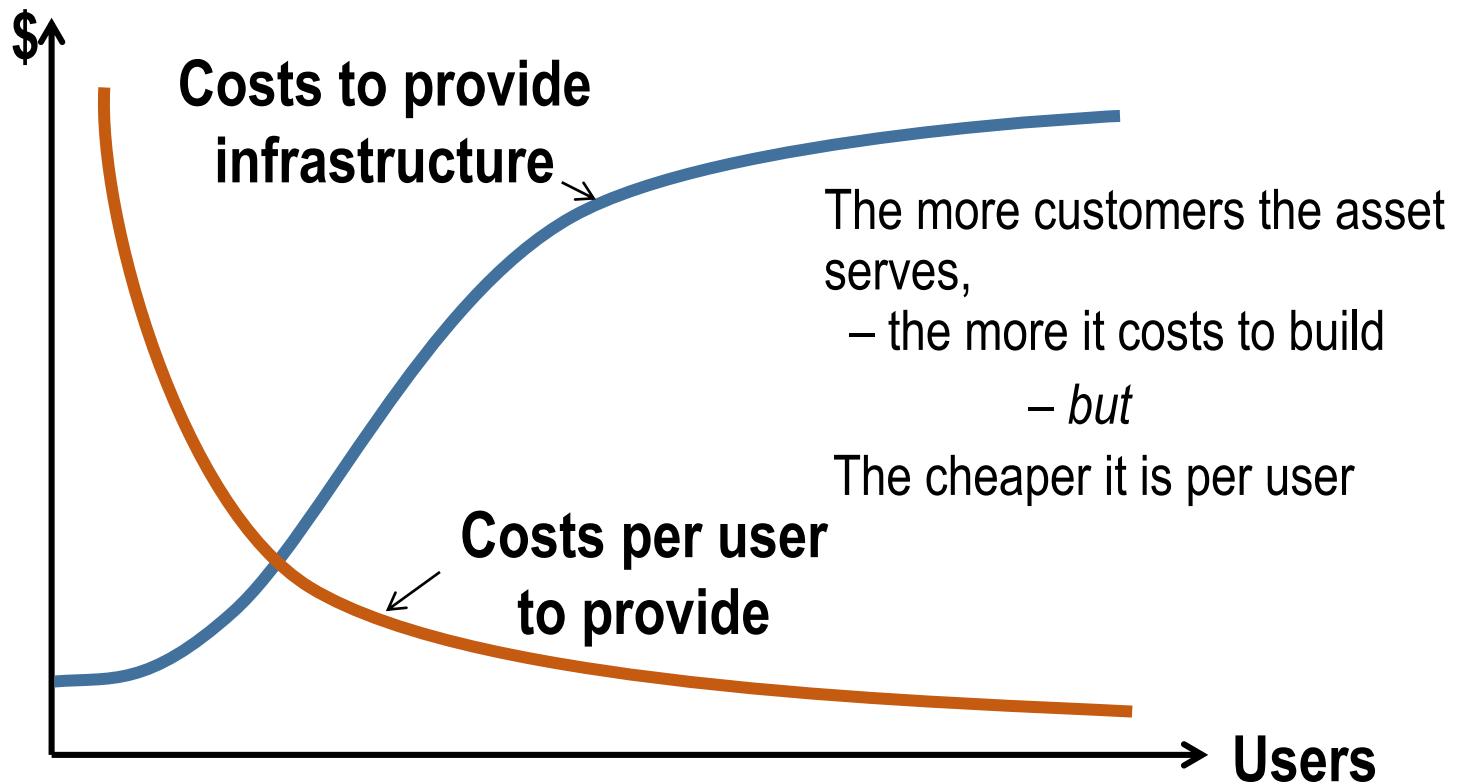 $
Costs to provide
infrastructure
The more customers the asset
serves,
– the more it costs to build
– but
The cheaper it is per user
Costs per user
to provide
Users